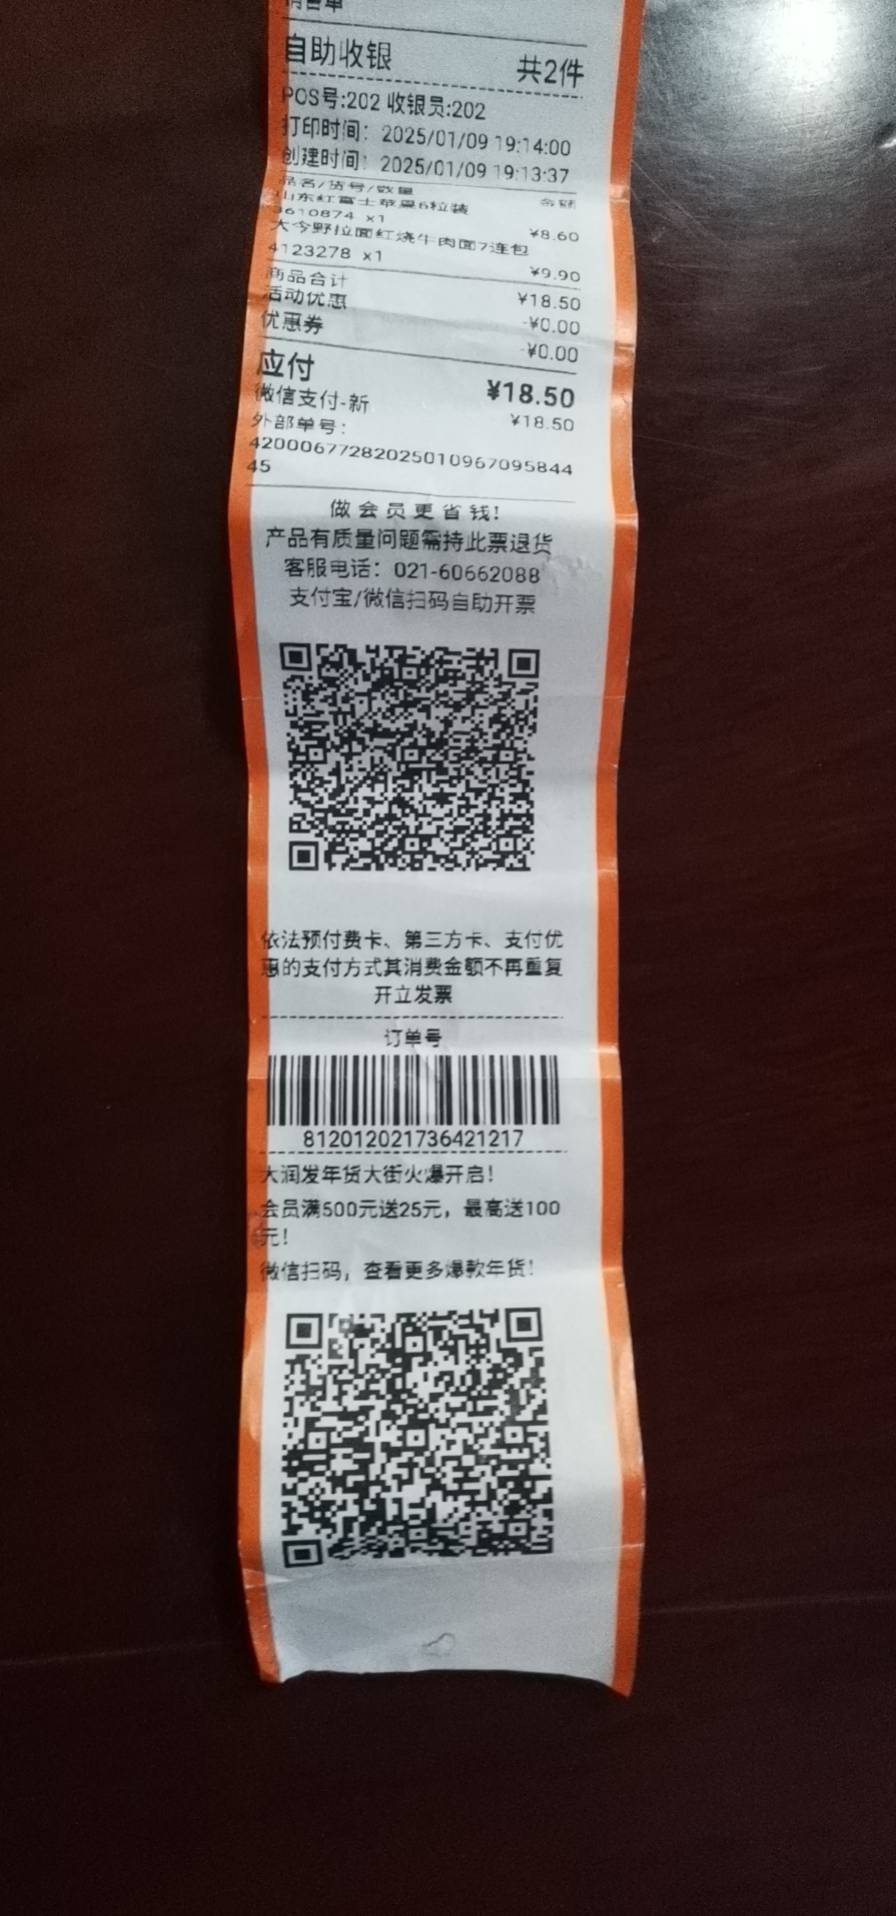 销售单
自助收银 共2件
POS号:202 收银员:202
打印时间：2025/01/09 19:14:00
创建时间：2025/01/09 19:13:37
品名/货号/数量 金额
山东红富士苹果6粒装
3610874 x1 ¥8.60
大今野拉面红烧牛肉面7连包
4123278 x1 ¥9.90
商品合计 ¥18.50
活动优惠 -¥0.00
优惠券 -¥0.00
应付 ¥18.50
微信支付-新 ¥18.50
外部单号：
42000677282025010967095844
45
做会员更省钱！
产品有质量问题需持此票退货
客服电话：021-60662088
支付宝/微信扫码自助开票
依法预付费卡、第三方卡、支付优
惠的支付方式其消费金额不再重复
开立发票
订单号
812012021736421217
大润发年货大街火爆开启！
会员满500元送25元，最高送100
元！
微信扫码，查看更多爆款年货！